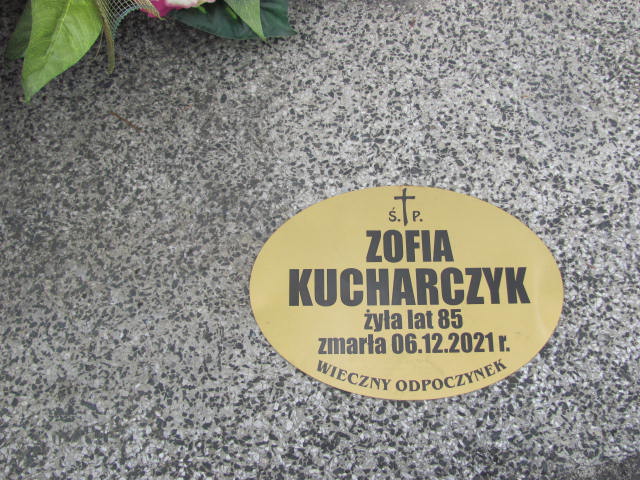 Ś. P.
ZOFIA
KUCHARCZYK
żyła lat 85
zmarła 06.12.2021 r.
WIECZNY ODPOCZYNEK